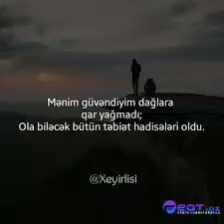 Mənim güvəndiyim dağlara
qar yağmadı;
Ola biləcək bütün təbiət hadisələri oldu.
@Xeyirlisi